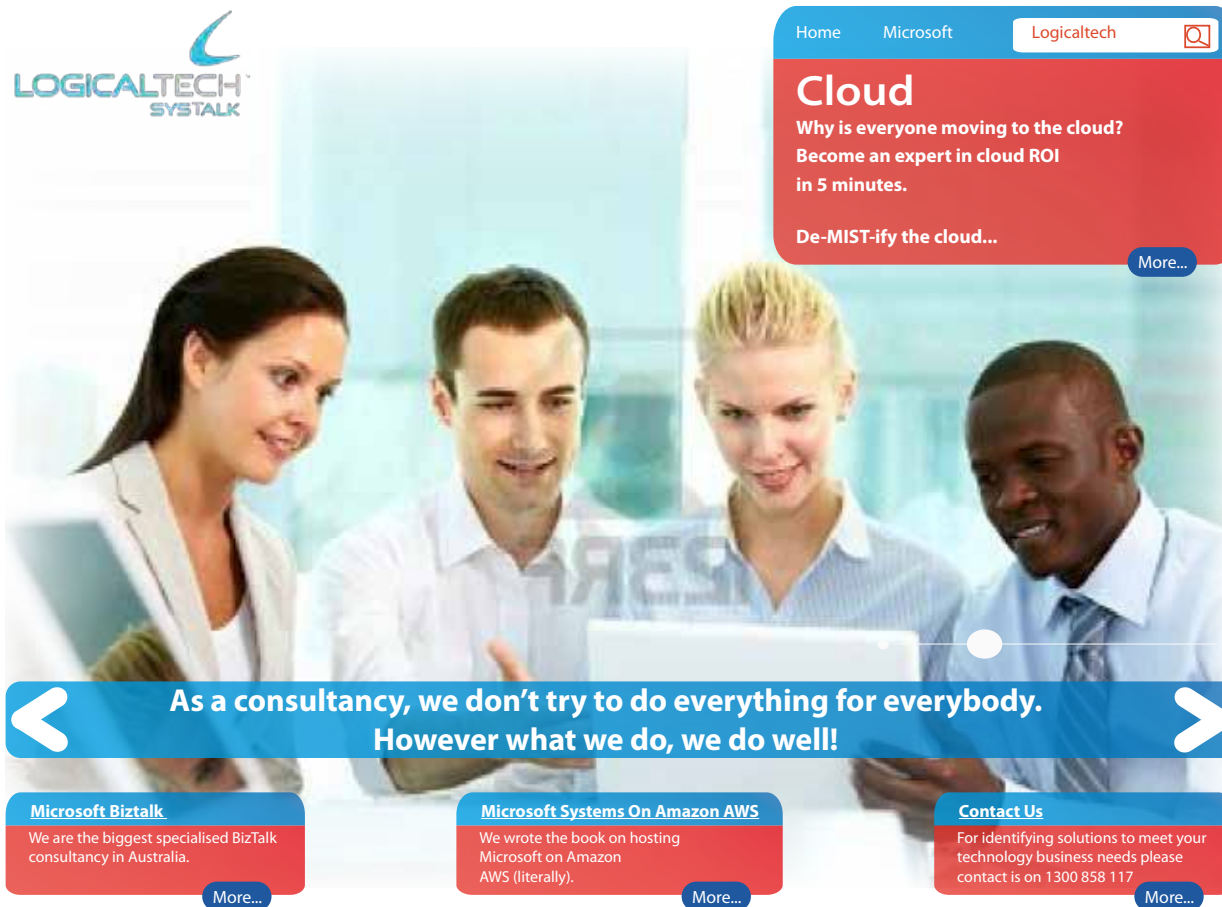 LOGICALTECH
SYSTALK
Home Microsoft Logicaltech
Cloud
Why is everyone moving to the cloud?
Become an expert in cloud ROI
in 5 minutes.
De-MIST-ify the cloud...
More...
As a consultancy, we don't try to do everything for everybody.
However what we do, we do well!
Microsoft Biztalk
We are the biggest specialised BizTalk
consultancy in Australia.
More...
Microsoft Systems On Amazon AWS
We wrote the book on hosting
Microsoft on Amazon
AWS (literally).
More...
Contact Us
For identifying solutions to meet your
technology business needs please
contact is on 1300 858 117
More...